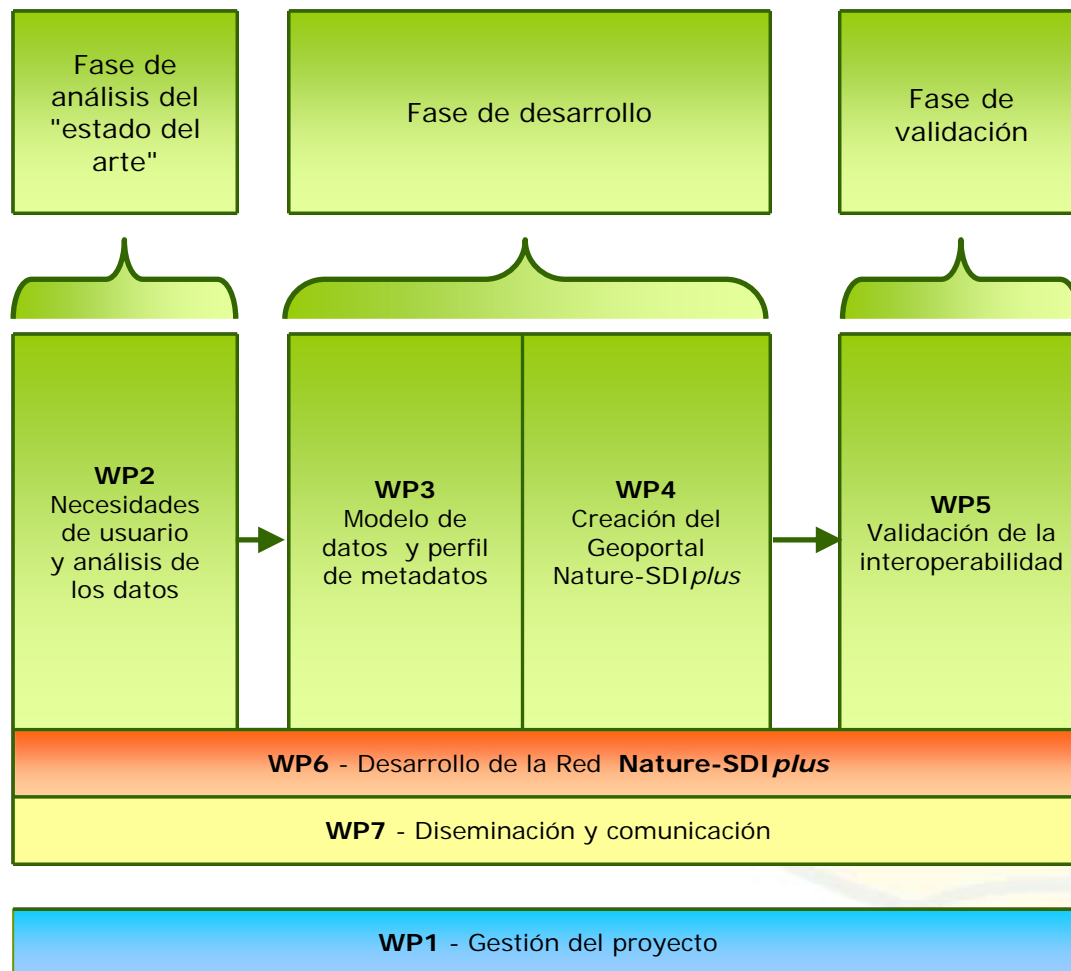 Fase de
análisis del
"estado del
arte"
Fase de desarrollo
Fase de
validación
WP2
Necesidades
de usuario
y análisis de
los datos
WP3
Modelo de
datos y perfil
de metadatos
WP4
Creación del
Geoportal
Nature-SDIplus
WP5
Validación de la
interoperabilidad
WP6 - Desarrollo de la Red Nature-SDIplus
WP7 - Diseminación y comunicación
WP1 - Gestión del proyecto